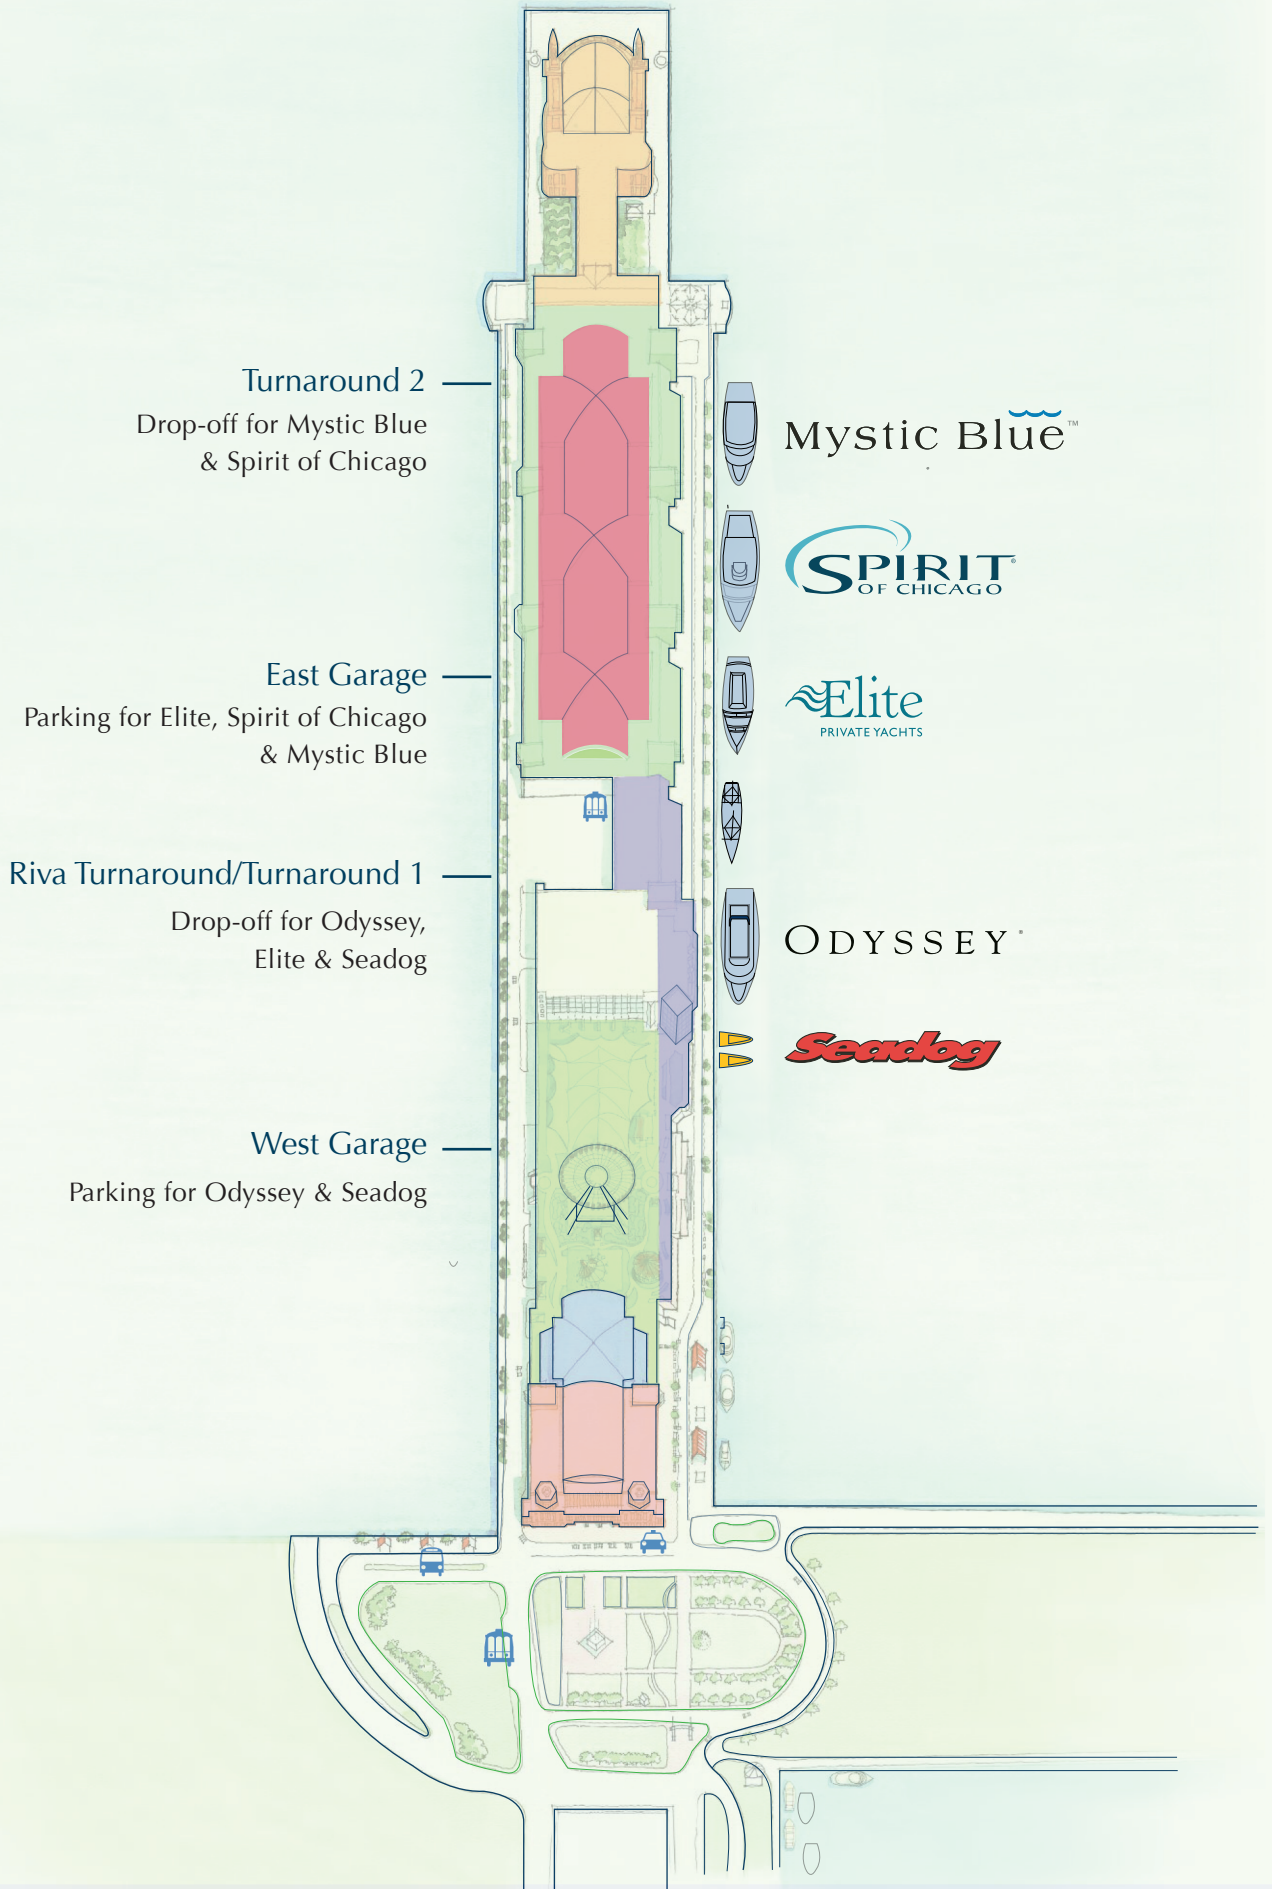 Turnaround 2
Drop-off for Mystic Blue
& Spirit of Chicago
East Garage
Parking for Elite, Spirit of Chicago
& Mystic Blue
Riva Turnaround/Turnaround 1
Drop-off for Odyssey,
Elite & Seadog
West Garage
Parking for Odyssey & Seadog
Mystic Blue™
SPIRIT®
OF CHICAGO
Elite
PRIVATE YACHTS
ODYSSEY®
Seadog